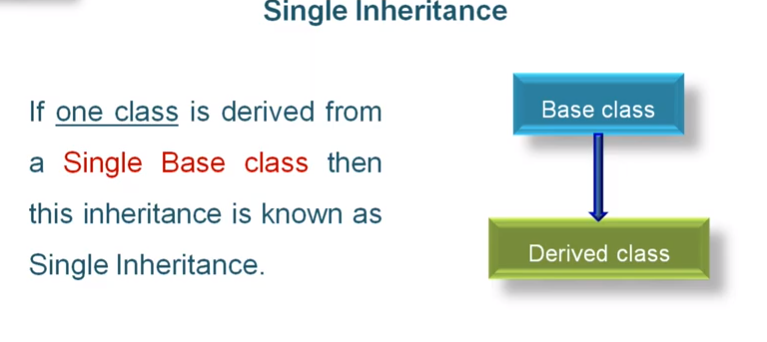 Single Inheritance
If one class is derived from
a Single Base class then
this inheritance is known as
Single Inheritance.
Base class
Derived class